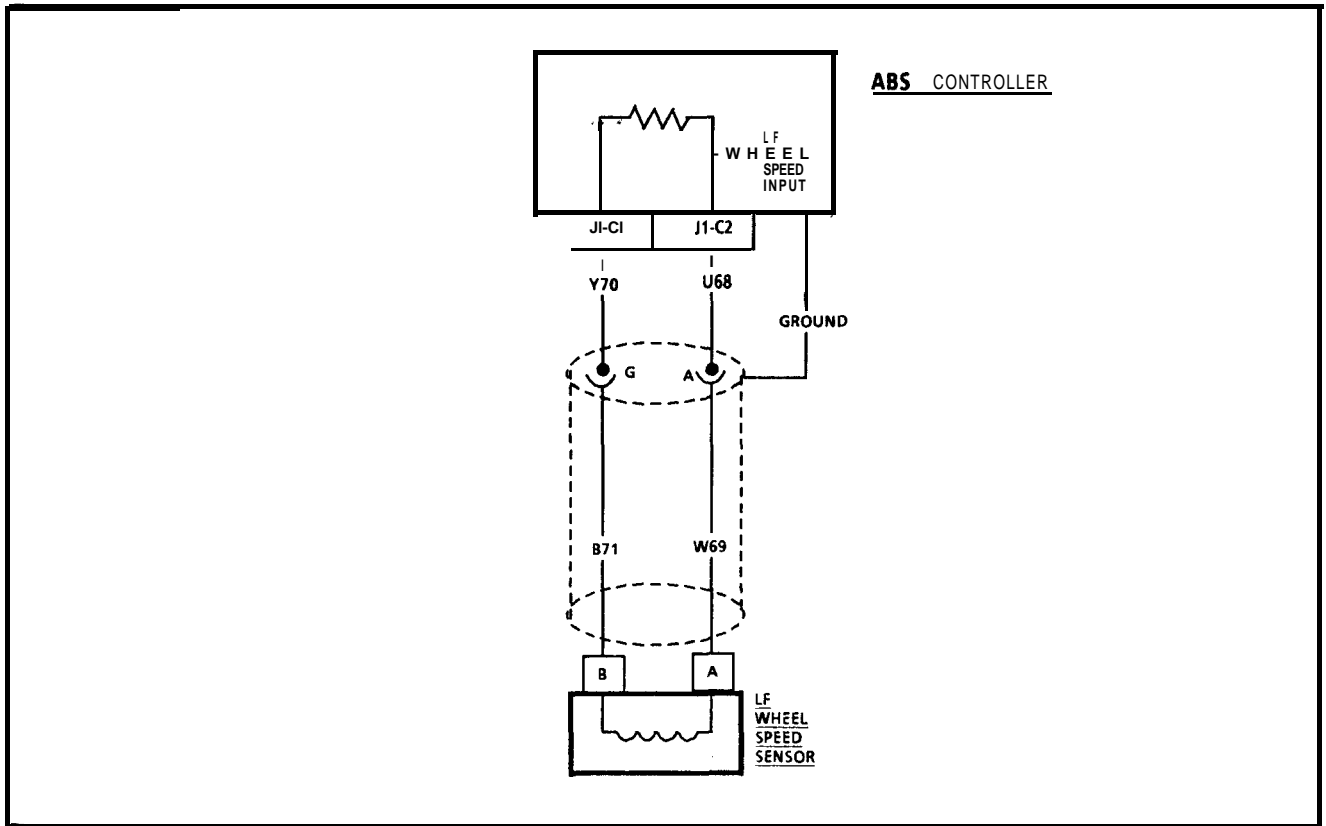 ABS CONTROLLER
LF
WHEEL
SPEED
INPUT
JI-CI J1-C2
Y70 U68
GROUND
G A
B71 W69
B A
LF
WHEEL
SPEED
SENSOR